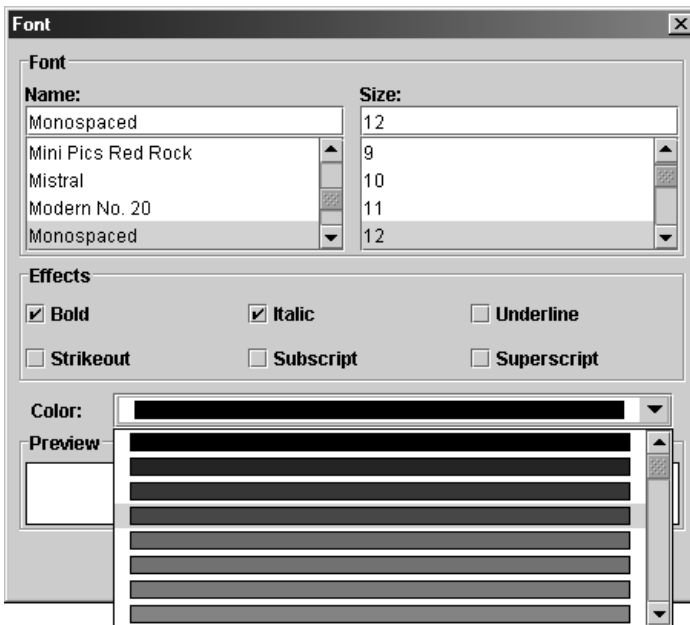 Font
Font
Name: Size:
Monospaced 12
Mini Pics Red Rock 9
Mistral 10
Modern No. 20 11
Monospaced 12
Effects
Bold Italic Underline
Strikeout Subscript Superscript
Color:
Preview